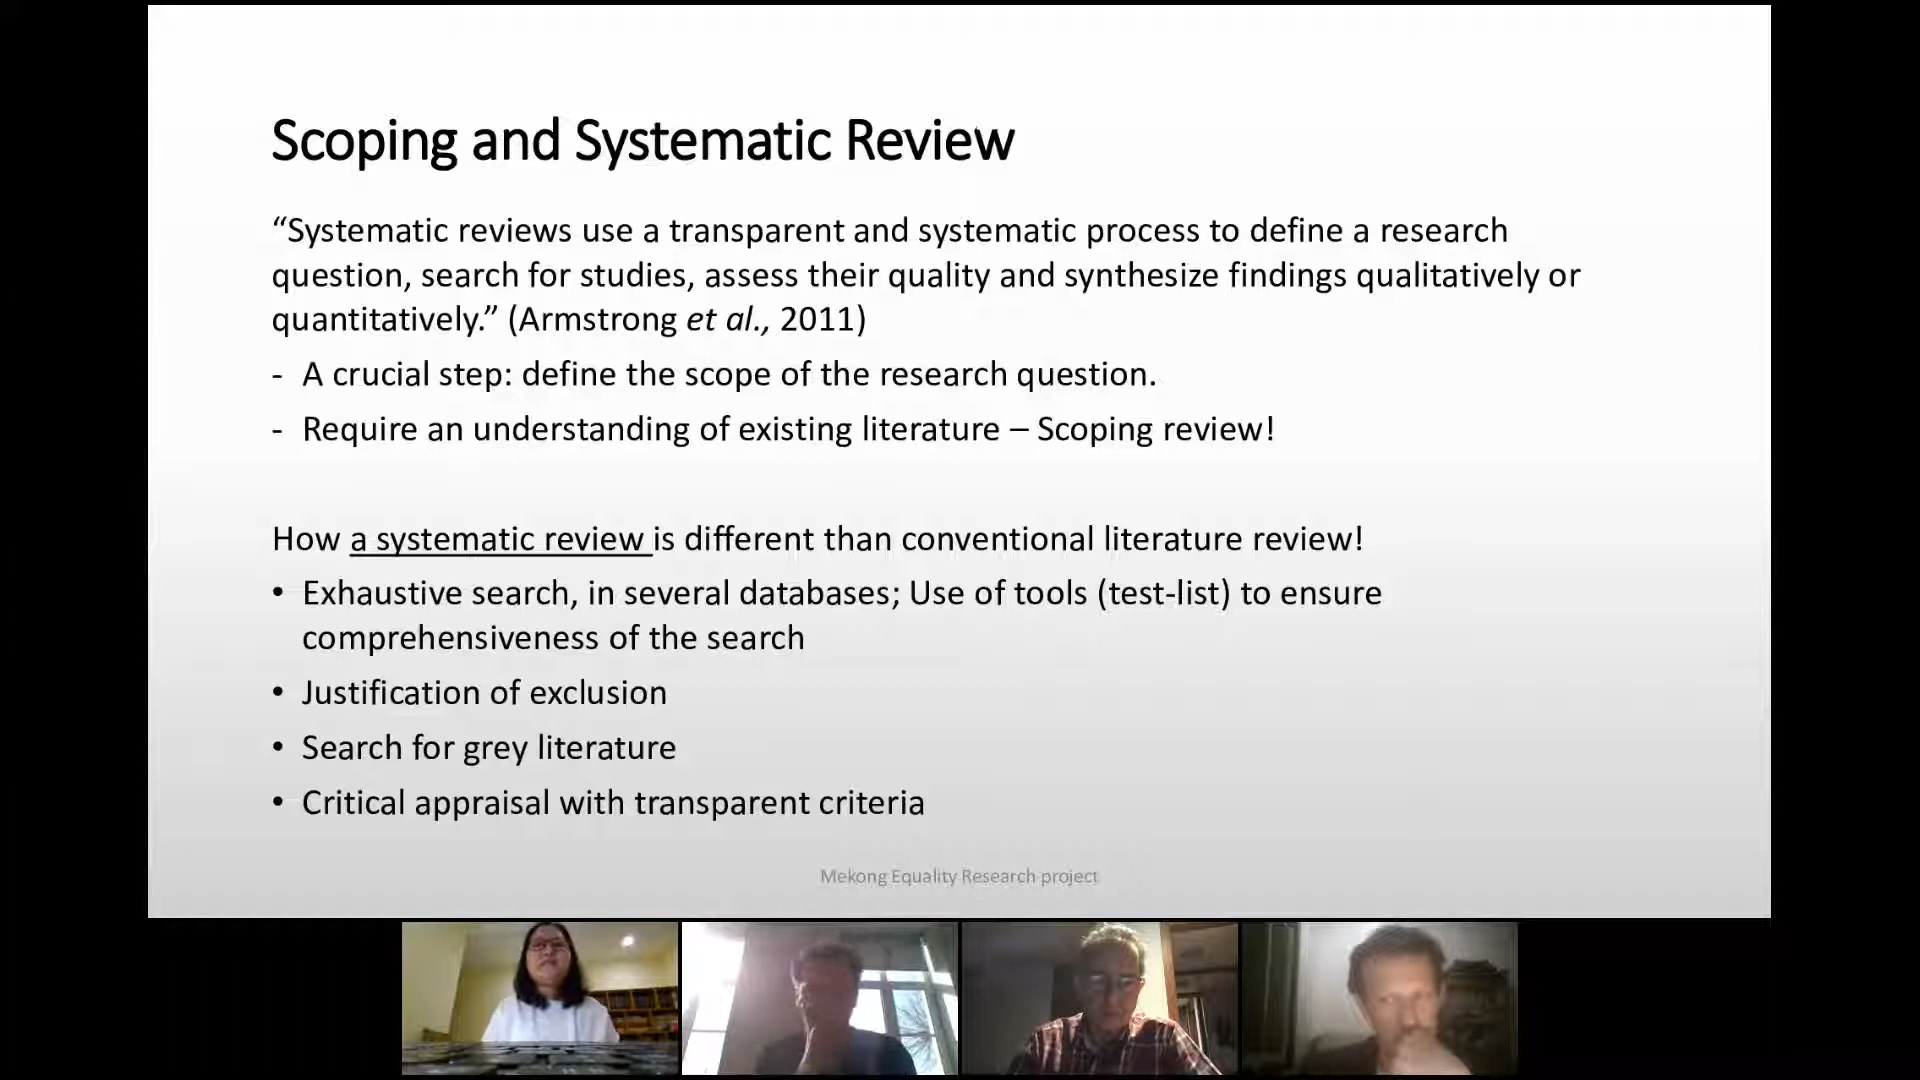 Scoping and Systematic Review
“Systematic reviews use a transparent and systematic process to define a research
question, search for studies, assess their quality and synthesize findings qualitatively or
quantitatively.” (Armstrong et al., 2011)
- A crucial step: define the scope of the research question.
- Require an understanding of existing literature – Scoping review!
How a systematic review is different than conventional literature review!
• Exhaustive search, in several databases; Use of tools (test-list) to ensure
comprehensiveness of the search
• Justification of exclusion
• Search for grey literature
• Critical appraisal with transparent criteria
Mekong Equality Research project